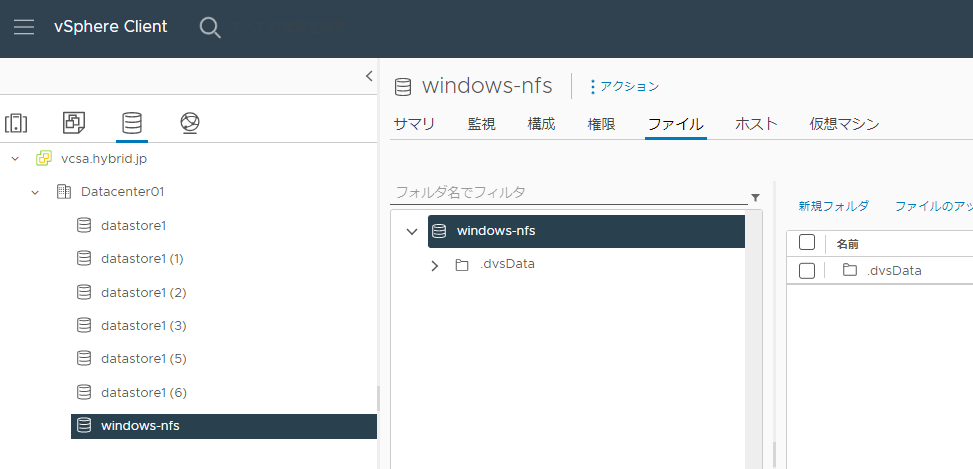 vSphere Client
windows-nfs
アクション
サマリ 監視 構成 権限 ファイル ホスト 仮想マシン
vcsa.hybrid.jp
Datacenter01
datastore1
datastore1 (1)
datastore1 (2)
datastore1 (3)
datastore1 (5)
datastore1 (6)
windows-nfs
フォルダ名でフィルタ
windows-nfs
.dvsData
新規フォルダ ファイルのアッ
名前
.dvsData